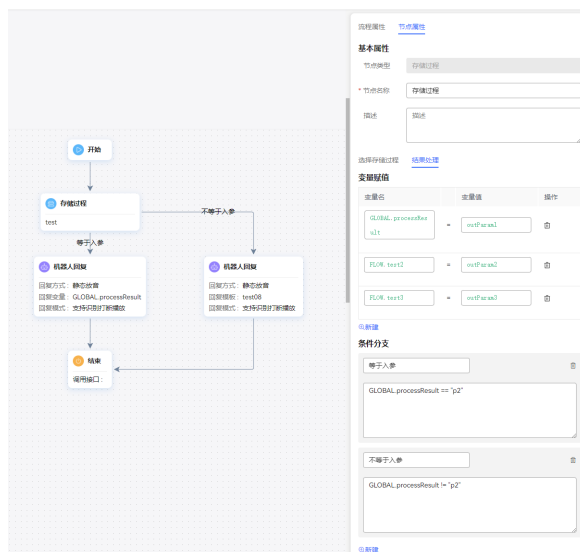 开始
存储过程
test
不等于入参
等于入参
机器人回复
回复方式： 静态放音
回复变量： GLOBAL.processResult
回复模式： 支持识别打断播放
机器人回复
回复方式： 静态放音
回复模板： test08
回复模式： 支持识别打断播放
结束
调用接口：
流程属性 节点属性
基本属性
节点类型 存储过程
* 节点名称 存储过程
描述 描述
选择存储过程 结果处理
变量赋值
变量名 变量值 操作
GLOBAL.processRes
ult = outParam1
FLOW.test2 = outParam2
FLOW.test3 = outParam3
新建
条件分支
等于入参
GLOBAL.processResult == "p2"
不等于入参
GLOBAL.processResult != "p2"
新建